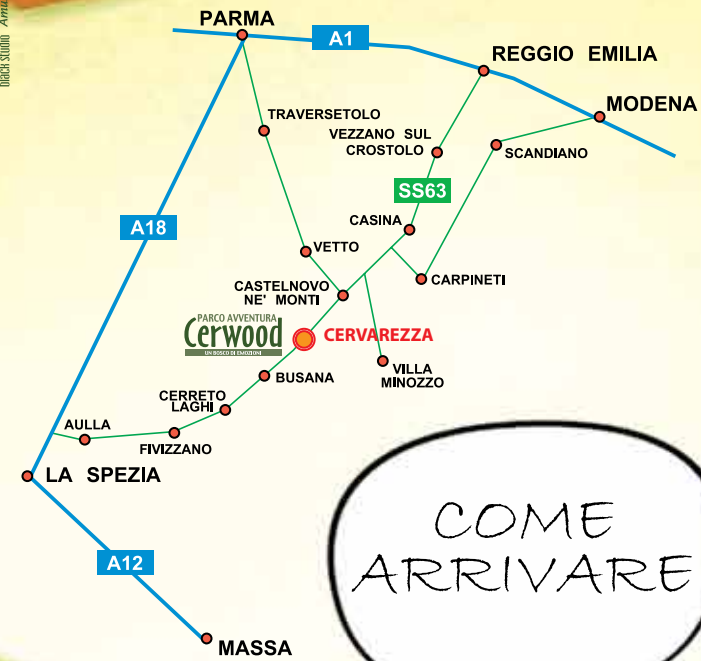 black studio
PARMA
A1
REGGIO EMILIA
MODENA
TRAVERSETOLO
VEZZANO SUL
CROSTOLO
SCANDIANO
SS63
A18
CASINA
VETTO
CARPINETI
CASTELNOVO
NE' MONTI
PARCO AVVENTURA
Cerwood
UN BOSCO DI EMOZIONI
CERVAREZZA
VILLA
MINOZZO
BUSANA
CERRETO
LAGHI
AULLA
FIVIZZANO
LA SPEZIA
A12
MASSA
COME
ARRIVARE